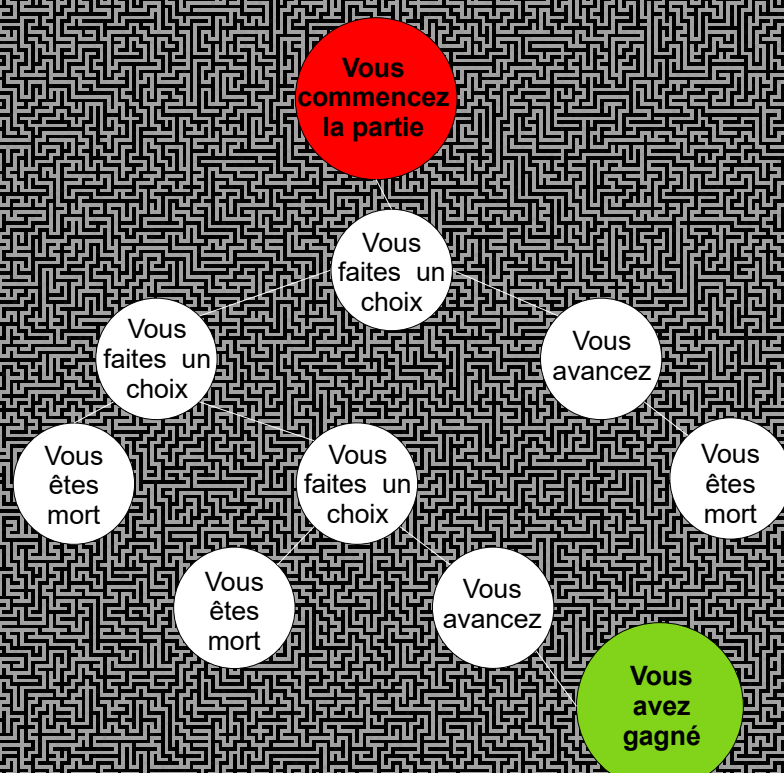 Vous
commencez
la partie
Vous
faites un
choix
Vous
faites un
choix
Vous
avancez
Vous
êtes
mort
Vous
faites un
choix
Vous
êtes
mort
Vous
êtes
mort
Vous
avancez
Vous
avez
gagné